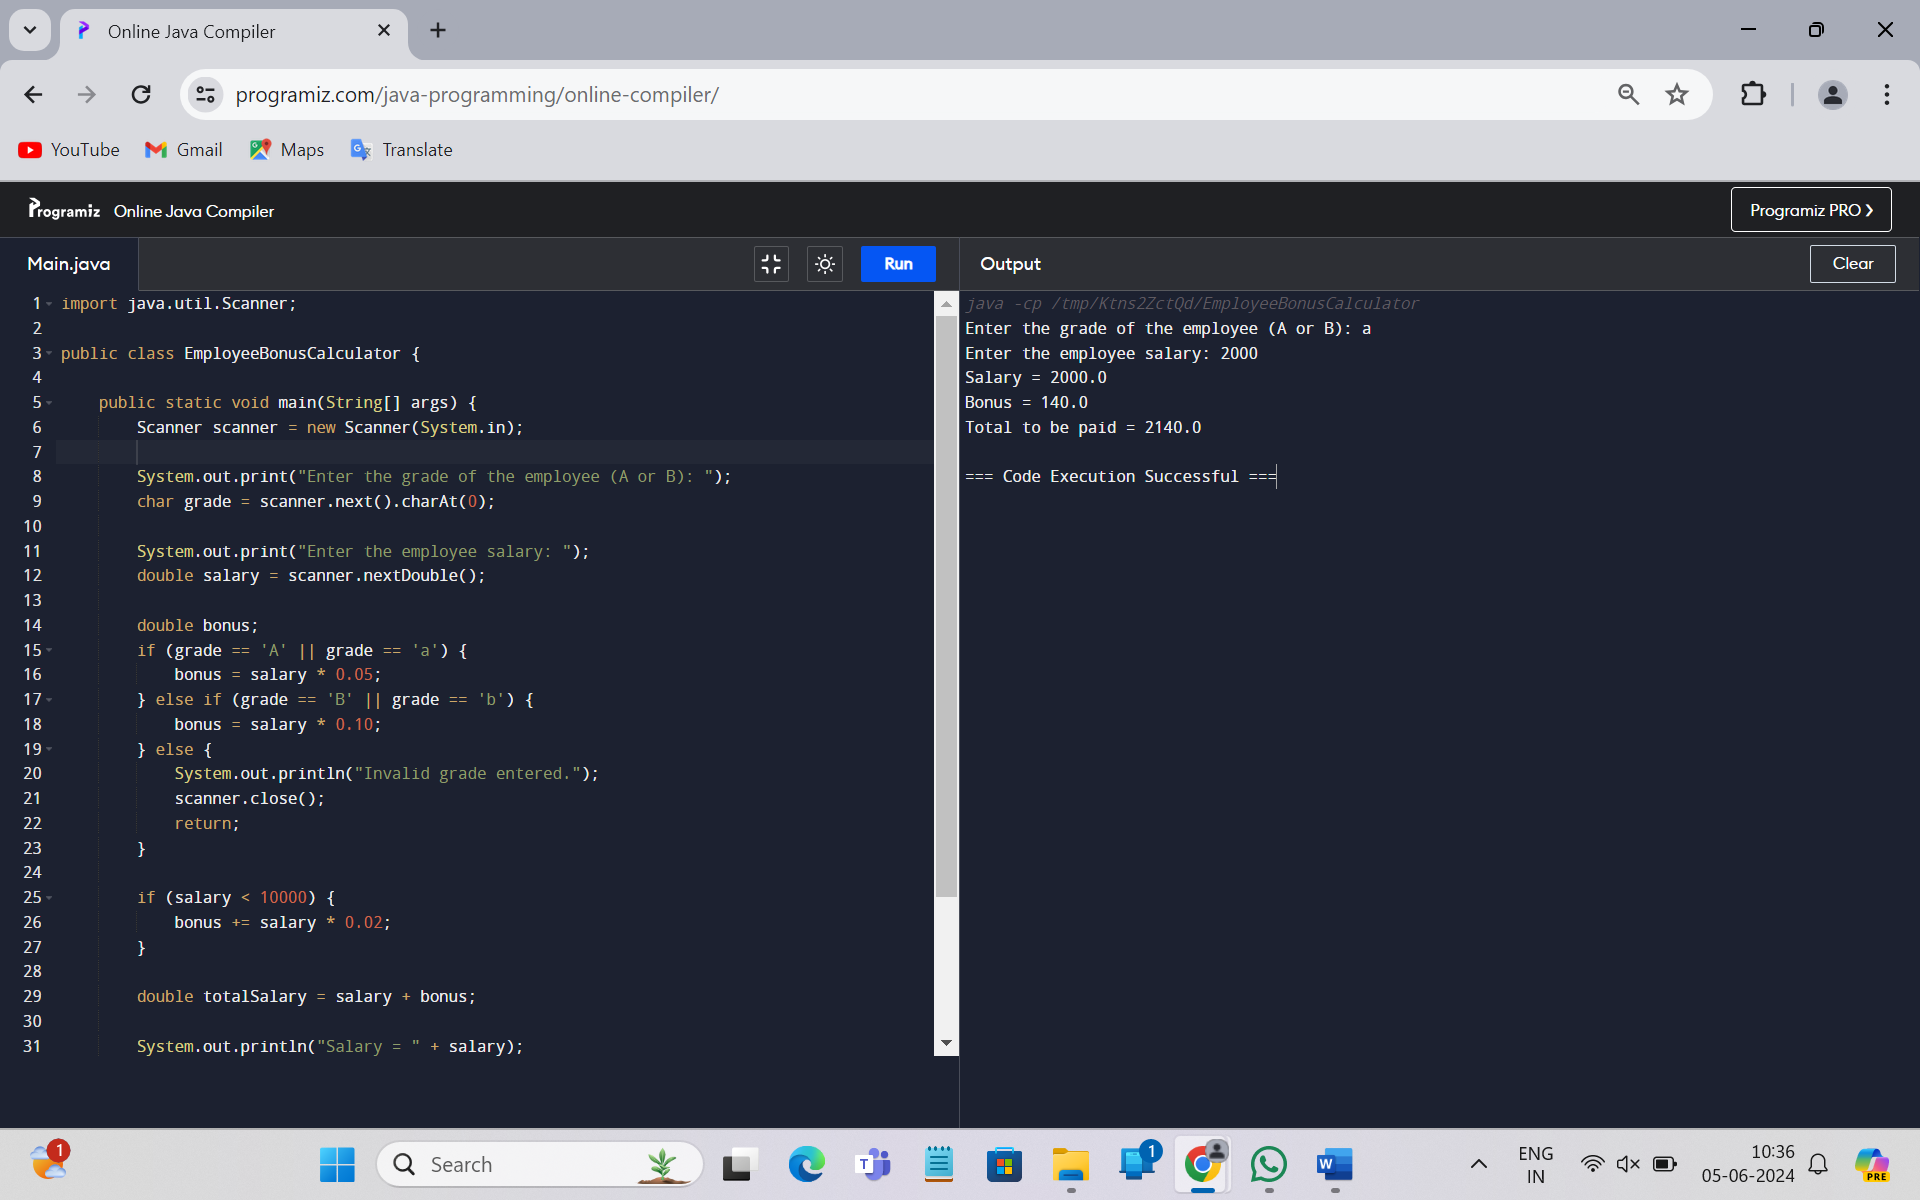 Online Java Compiler
programiz.com/java-programming/online-compiler/
YouTube
Gmail
Maps
Translate
Programiz Online Java Compiler
Programiz PRO
Main.java
Run
Output
Clear
1 import java.util.Scanner;
2
3 public class EmployeeBonusCalculator {
4
5 public static void main(String[] args) {
6 Scanner scanner = new Scanner(System.in);
7
8 System.out.print("Enter the grade of the employee (A or B): ");
9 char grade = scanner.next().charAt(0);
10
11 System.out.print("Enter the employee salary: ");
12 double salary = scanner.nextDouble();
13
14 double bonus;
15 if (grade == 'A' || grade == 'a') {
16 bonus = salary * 0.05;
17 } else if (grade == 'B' || grade == 'b') {
18 bonus = salary * 0.10;
19 } else {
20 System.out.println("Invalid grade entered.");
21 scanner.close();
22 return;
23 }
24
25 if (salary < 10000) {
26 bonus += salary * 0.02;
27 }
28
29 double totalSalary = salary + bonus;
30
31 System.out.println("Salary = " + salary);
java -cp /tmp/Ktns2ZctQd/EmployeeBonusCalculator
Enter the grade of the employee (A or B): a
Enter the employee salary: 2000
Salary = 2000.0
Bonus = 140.0
Total to be paid = 2140.0
=== Code Execution Successful ===
1
Search
T
1
W
ENG
IN
10:36
05-06-2024
PRE